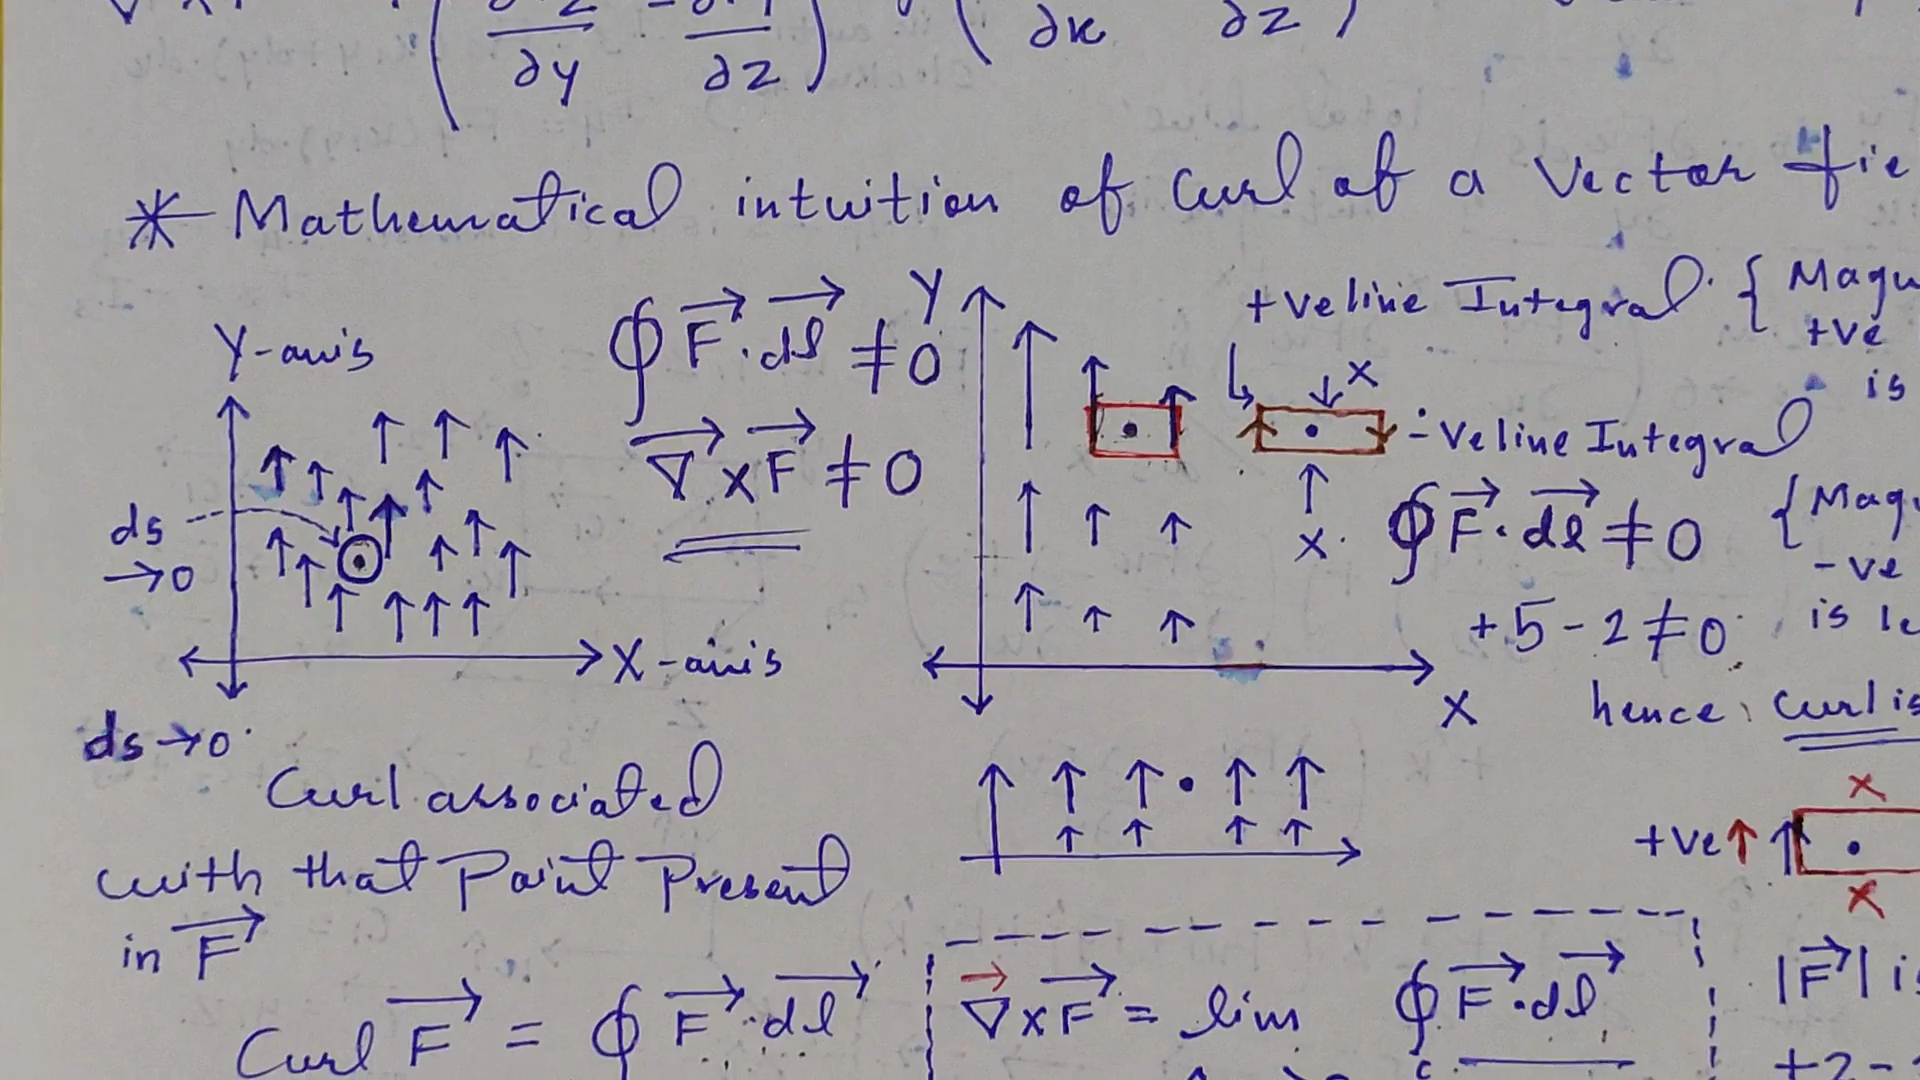 ∂y ∂z ∂x ∂z
* Mathematical intuition of Curl of a Vector fie
Y-axis
ds
→0
X-axis
ds→0
∮F⃗.dl⃗ ≠0
∇⃗×F⃗ ≠0
Y
X
+ve line Integral {
+ve
is
x
-ve line Integral
x
∮F⃗.dl⃗ ≠0
-ve
+5-2≠0
is
hence, Curl is
Curl associated
with that Point Present
in F⃗
x
+ve
x
Curl F⃗ = ∮F⃗.dl⃗
∇⃗×F⃗ = lim ∮F⃗.dl⃗
c
|F⃗| i
+2-